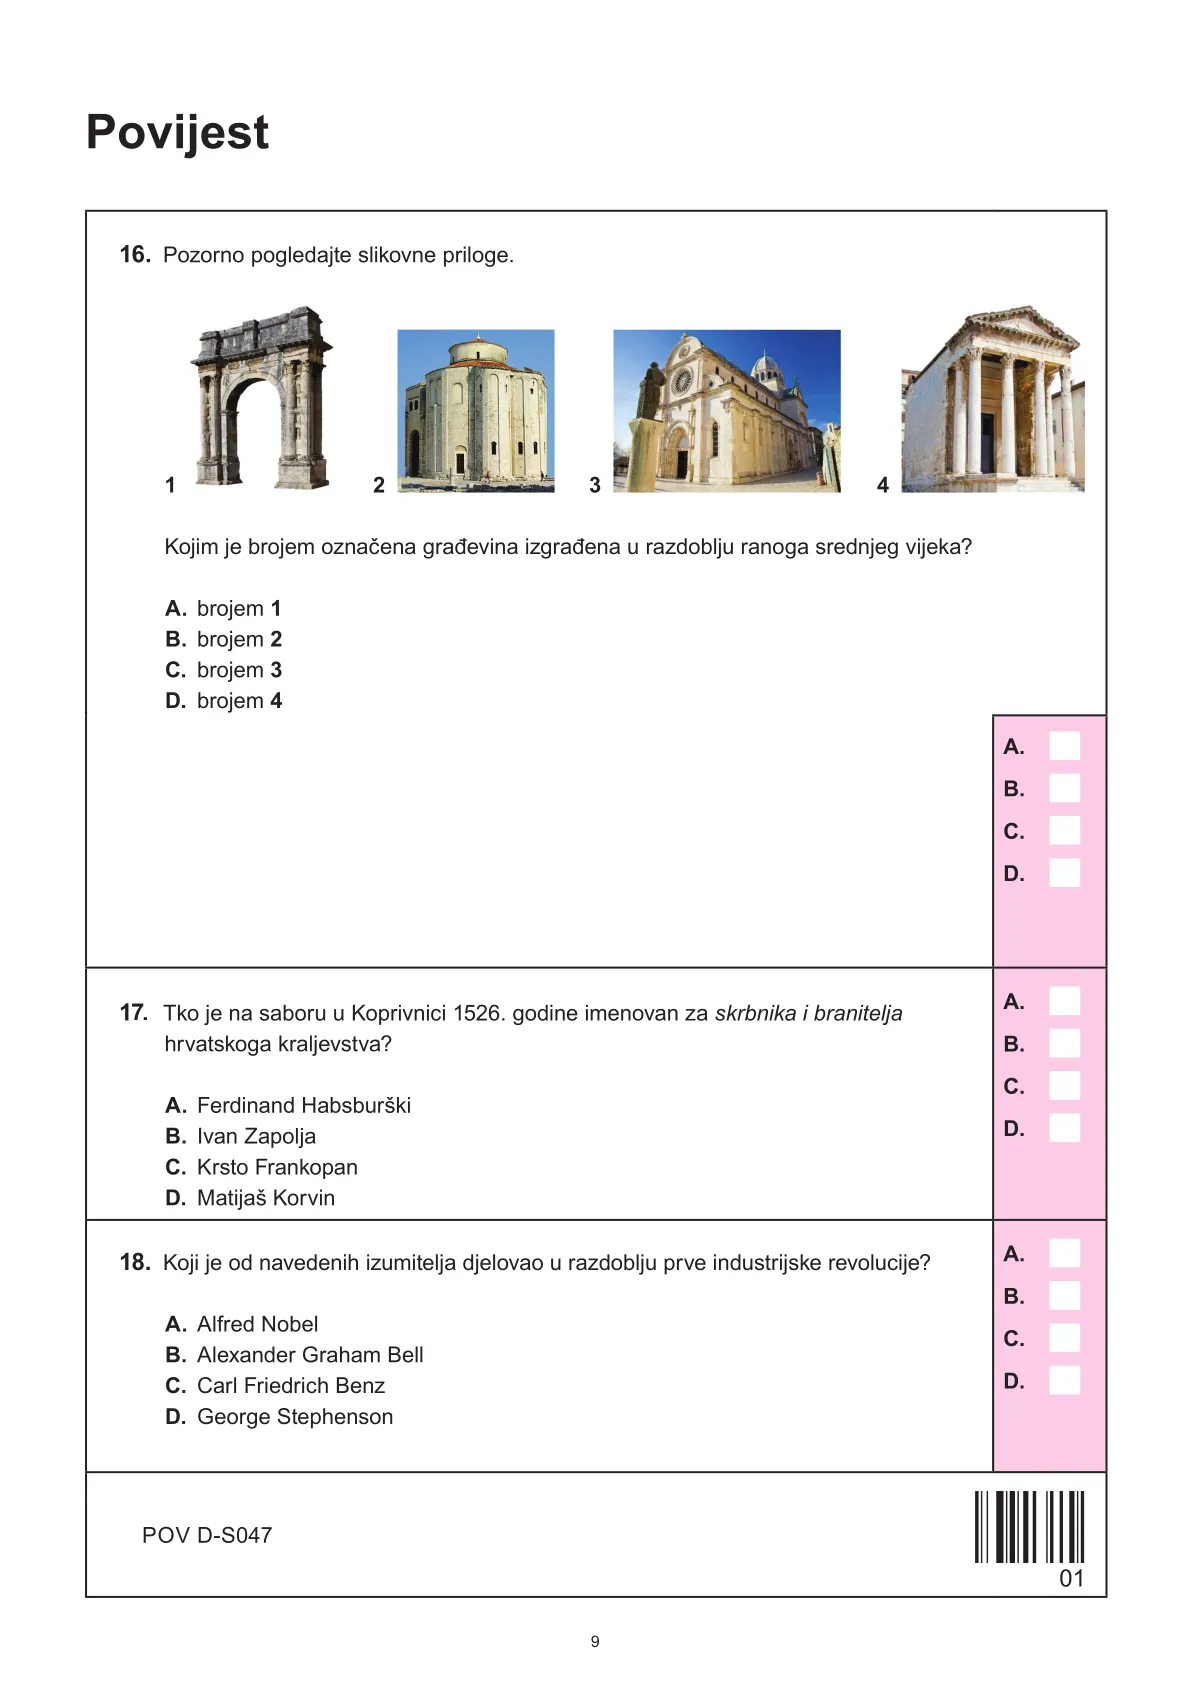 Povijest
16. Pozorno pogledajte slikovne priloge.
1 2 3 4
Kojim je brojem označena građevina izgrađena u razdoblju ranoga srednjeg vijeka?
A. brojem 1
B. brojem 2
C. brojem 3
D. brojem 4
A.
B.
C.
D.
17. Tko je na saboru u Koprivnici 1526. godine imenovan za skrbnika i branitelja
hrvatskoga kraljevstva?
A. Ferdinand Habsburški
B. Ivan Zapolja
C. Krsto Frankopan
D. Matijaš Korvin
A.
B.
C.
D.
18. Koji je od navedenih izumitelja djelovao u razdoblju prve industrijske revolucije?
A. Alfred Nobel
B. Alexander Graham Bell
C. Carl Friedrich Benz
D. George Stephenson
A.
B.
C.
D.
POV D-S047
01
9